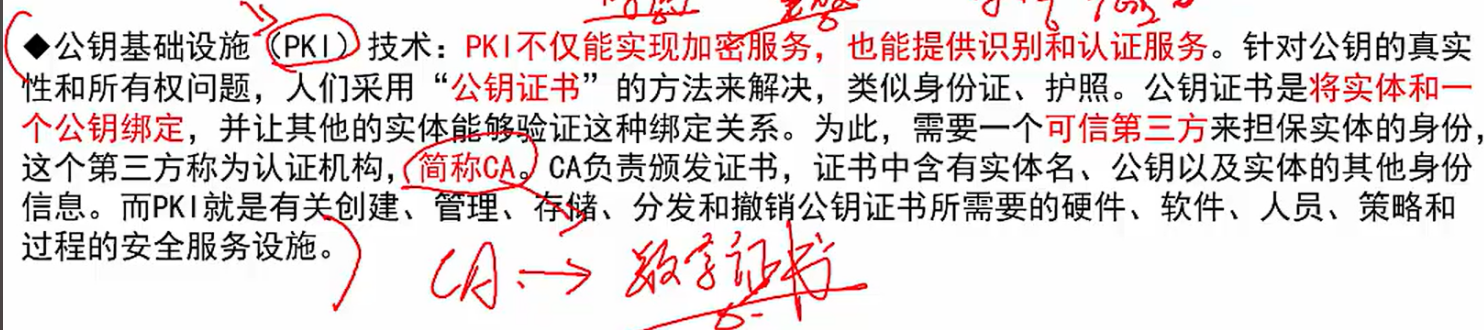 ◆公钥基础设施（PKI）技术：PKI不仅能实现加密服务，也能提供识别和认证服务。针对公钥的真实
性和所有权问题，人们采用“公钥证书”的方法来解决，类似身份证、护照。公钥证书是将实体和一
个公钥绑定，并让其他的实体能够验证这种绑定关系。为此，需要一个可信第三方来担保实体的身份，
这个第三方称为认证机构，简称CA。CA负责颁发证书，证书中含有实体名、公钥以及实体的其他身份
信息。而PKI就是有关创建、管理、存储、分发和撤销公钥证书所需要的硬件、软件、人员、策略和
过程的安全服务设施。
CA → 数字证书